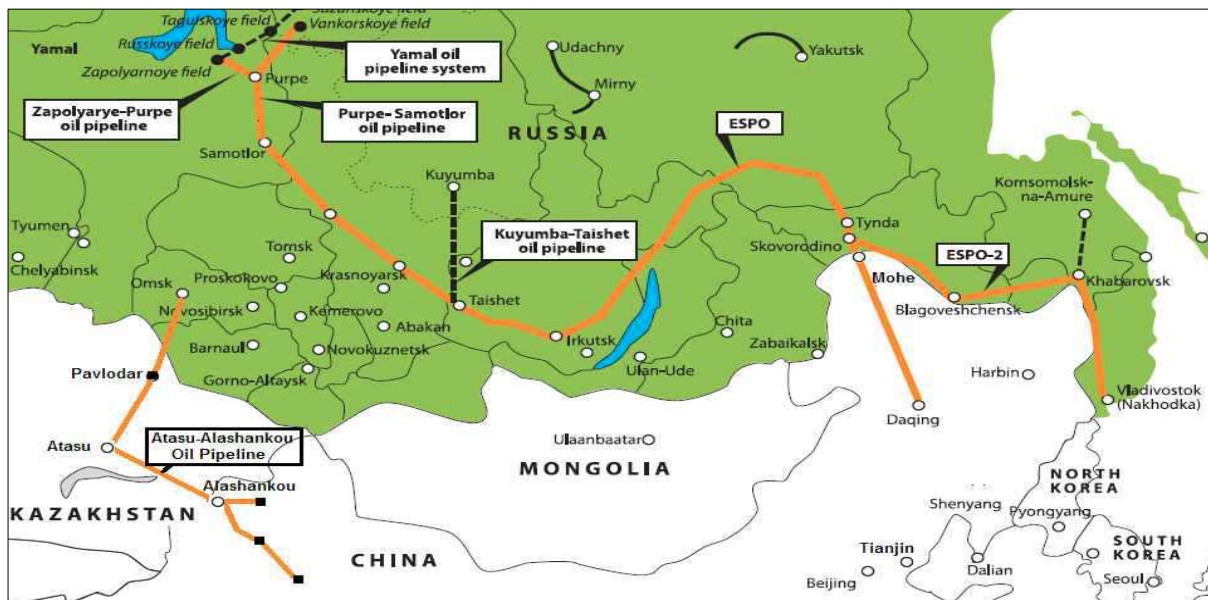 Suzunskoye field
Tagulskoye field
Vankorskoye field
Yamal
Russkoye field
Zapolyarnoye field
Yamal oil
pipeline system
Purpe
Zapolyarye–Purpe
oil pipeline
Purpe–Samotlor
oil pipeline
Samotlor
Udachny
Mirny
Yakutsk
RUSSIA
ESPO
Kuyumba
Kuyumba–Taishet
oil pipeline
Komsomolsk-
na-Amure
Tyumen
Chelyabinsk
Tomsk
Proskokovo
Krasnoyarsk
Omsk
Novosibirsk
Kemerovo
Taishet
Abakan
Barnaul
Novokuznetsk
Gorno-Altaysk
Irkutsk
Ulan-Ude
Chita
Zabaikalsk
Tynda
Skovorodino
Mohe
ESPO–2
Khabarovsk
Blagoveshchensk
Harbin
Daqing
Vladivostok
(Nakhodka)
Pavlodar
Atasu
Atasu-Alashankou
Oil Pipeline
Alashankou
Ulaanbaatar
MONGOLIA
KAZAKHSTAN
CHINA
NORTH
KOREA
Shenyang
Pyongyang
SOUTH
KOREA
Tianjin
Beijing
Dalian
Seoul